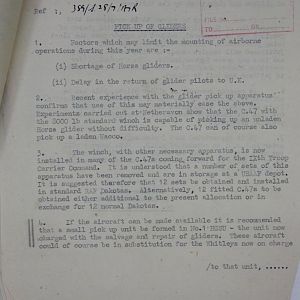 Ref :
PICK UP OF GLIDERS
1. Factors which may limit the mounting of airborne
operations during this year are :-
(i) Shortage of Horsa gliders.
(ii) Delay in the return of glider pilots to U.K.
2. Recent experience with the glider pick up apparatus
confirms that use of this may materially ease the above.
Experiments carried out at Netheravon show that the C.47 with
the 8000 lb standard winch is capable of picking up an unladen
Horsa glider without difficulty. The C.47 can of course also
pick up a laden Wacco.
3. The winch, with other necessary apparatus, is now
installed in many of the C.47s coming forward for the IXth Troop
Carrier Command. It is understood that a number of sets of this
apparatus have been removed and are in storage at a USAAF depot.
It is suggested therefore that 12 sets be obtained and installed
in standard RAF Dakotas. Alternatively, 12 fitted C.47s to be
obtained either additional to the present allocation or in
exchange for 12 normal Dakotas.
4. If the aircraft can be made available it is recommended
that a small pick up unit be formed in No.1 HGSU - the unit now
charged with the salvage and repair of gliders. These aircraft
could of course be in substitution for the Whitleys now on charge
/to that unit, ......